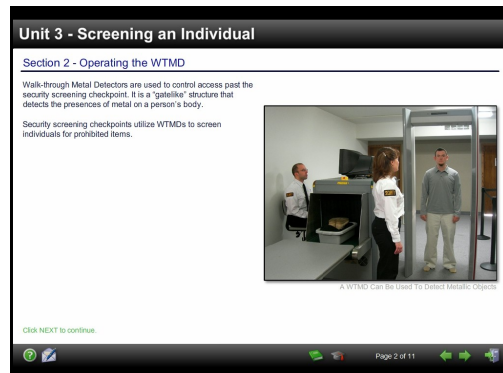 Unit 3 - Screening an Individual
Section 2 - Operating the WTMD
Walk-through Metal Detectors are used to control access past the
security screening checkpoint. It is a "gatelike" structure that
detects the presences of metal on a person's body.
Security screening checkpoints utilize WTMDs to screen
individuals for prohibited items.
A WTMD Can Be Used To Detect Metallic Objects
Click NEXT to continue.
Page 2 of 11